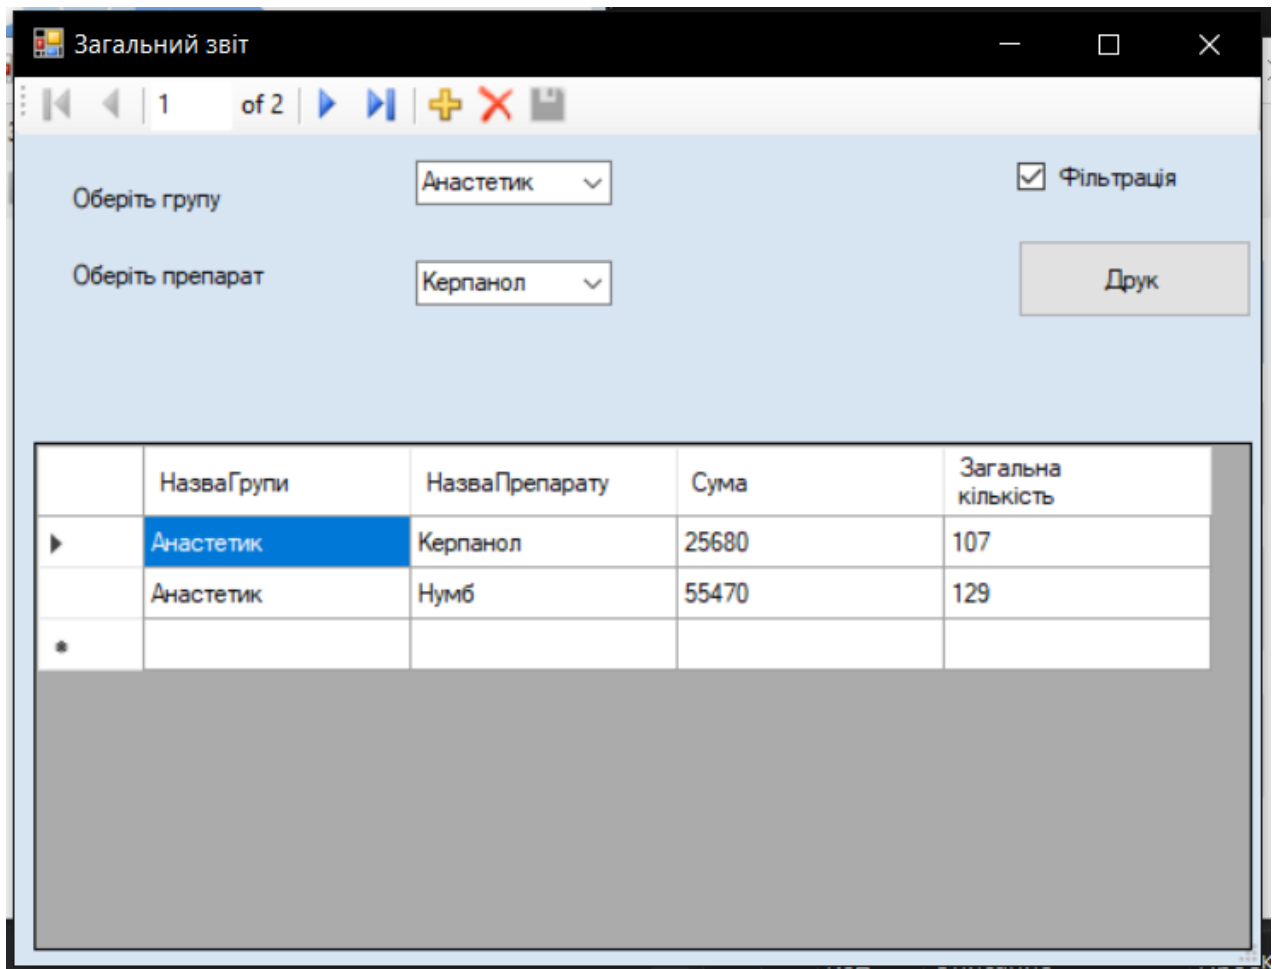 Загальний звіт
1 of 2
Оберіть групу Анастетик Фільтрація
Оберіть препарат Керпанол Друк
НазваГрупи НазваПрепарату Сума Загальна
кількість
Анастетик Керпанол 25680 107
Анастетик Нумб 55470 129